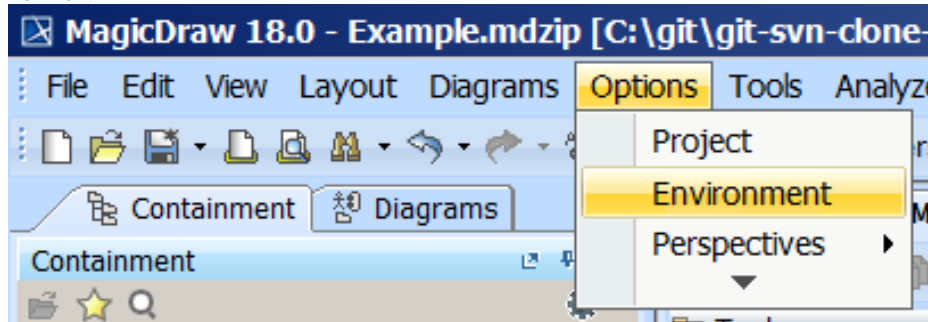 MagicDraw 18.0 - Example.mdzip [C:\git\git-svn-clone-
File Edit View Layout Diagrams Options Tools Analyze
Project
Environment
Perspectives
Containment Diagrams
Containment